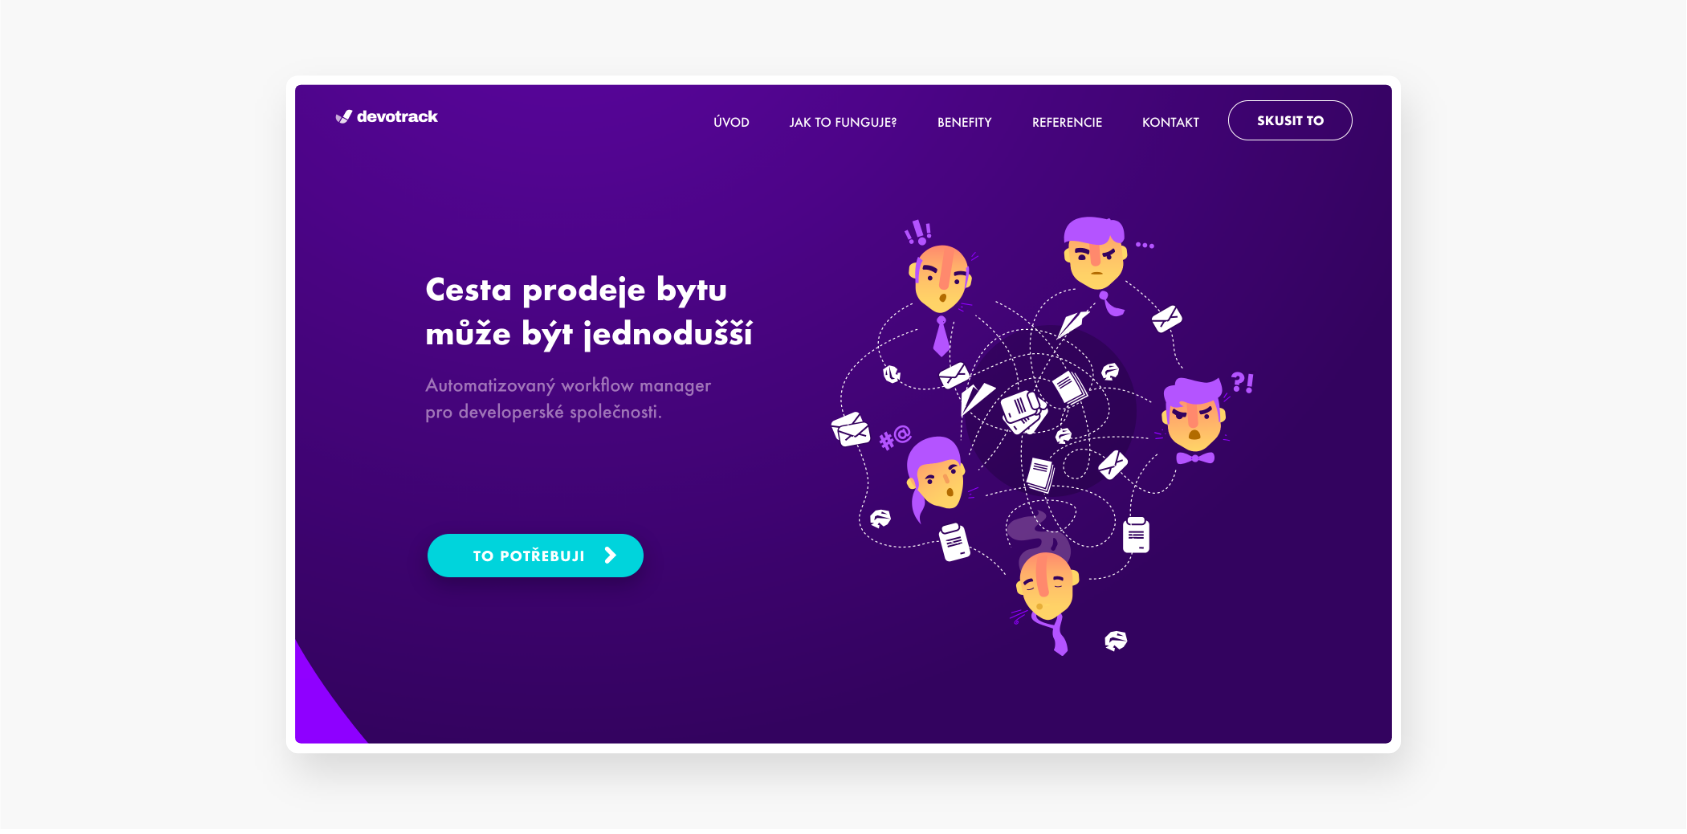 devotrack
ÚVOD
JAK TO FUNGUJE?
BENEFITY
REFERENCIE
KONTAKT
SKUSIT TO
!!!
...
Cesta prodeje bytu
může být jednodušší
?!
Automatizovaný workflow manager
pro developerské společnosti.
#@
TO POTŘEBUJI